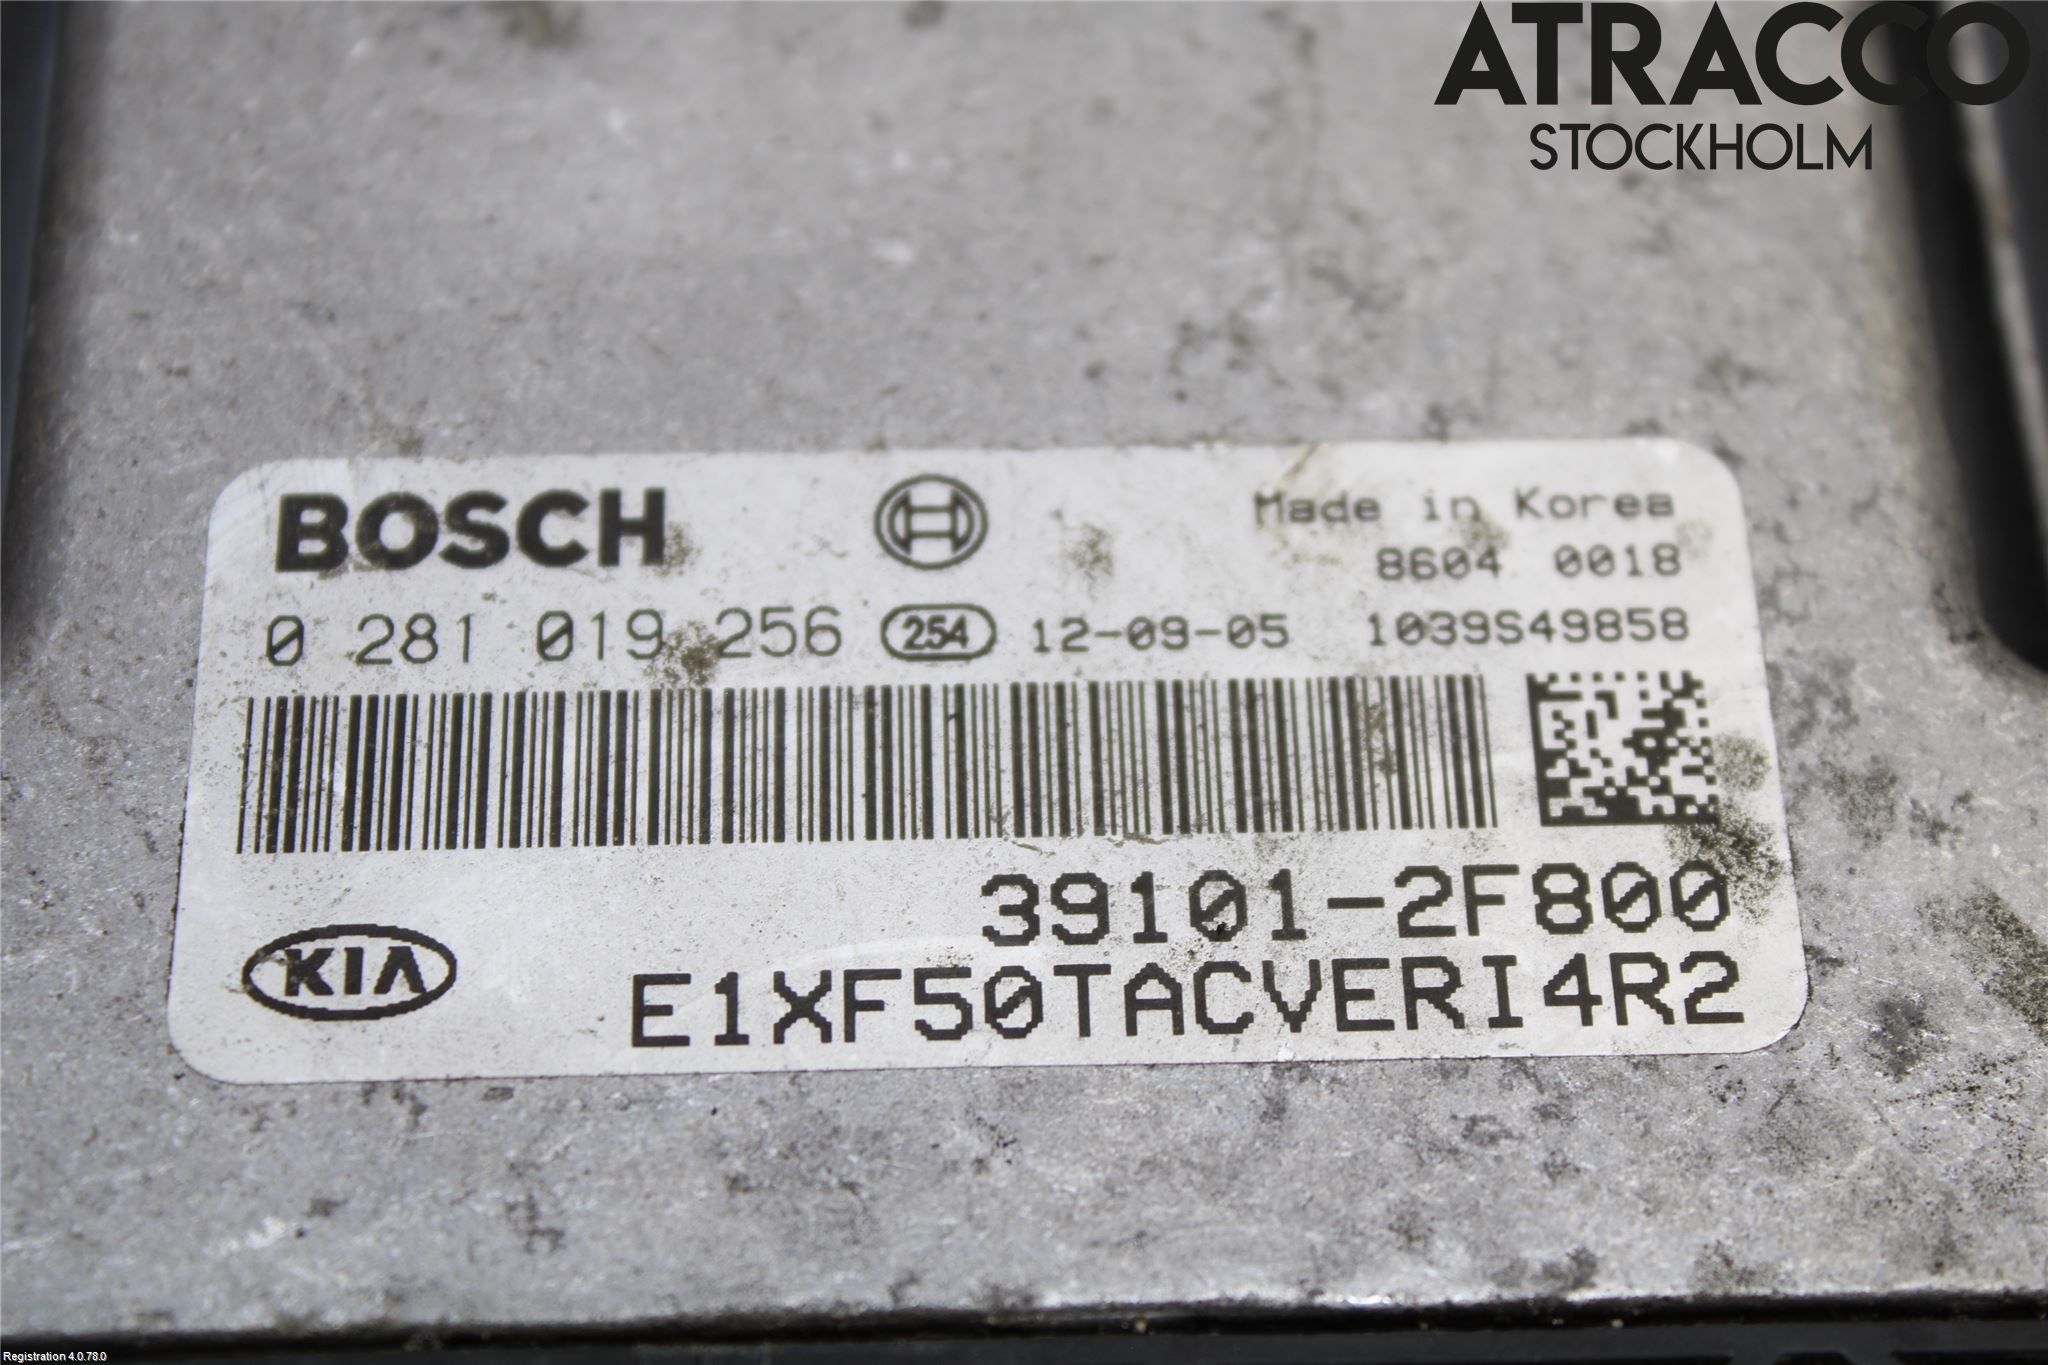 ATRACCO
STOCKHOLM
BOSCH
Made in Korea
8604 0018
0 281 019 256 254 12-09-05 1039S49858
39101-2F800
KIA
E1XF50TACVERI4R2
Registration 4.0.78.0